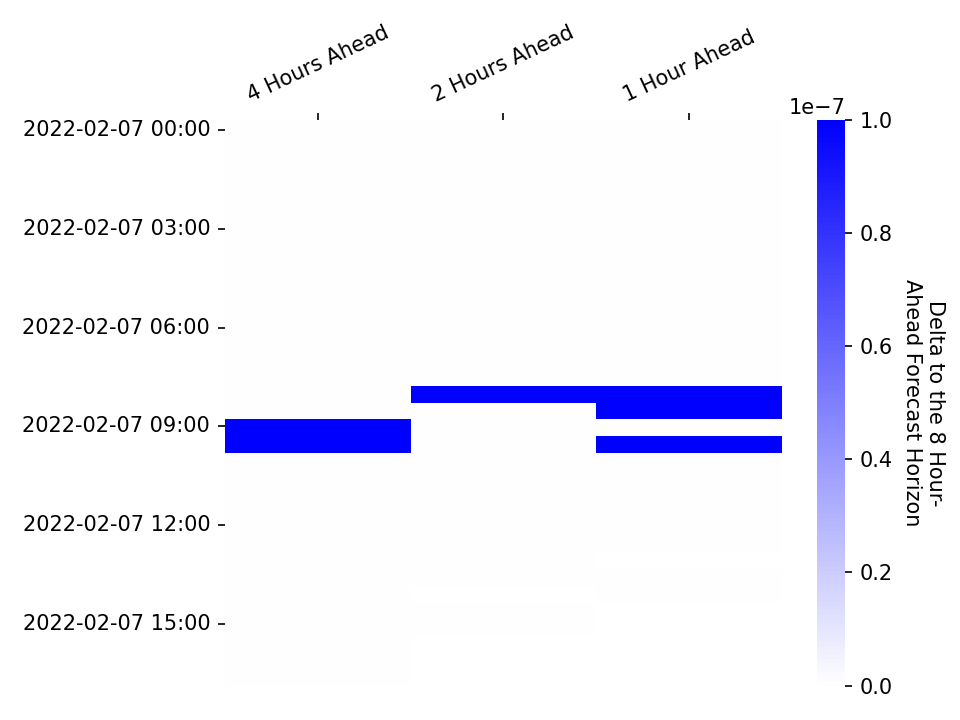 4 Hours Ahead
2 Hours Ahead
1 Hour Ahead
1e−7
2022-02-07 00:00
2022-02-07 03:00
2022-02-07 06:00
2022-02-07 09:00
2022-02-07 12:00
2022-02-07 15:00
1.0
0.8
0.6
0.4
0.2
0.0
Delta to the 8 Hour-
Ahead Forecast Horizon